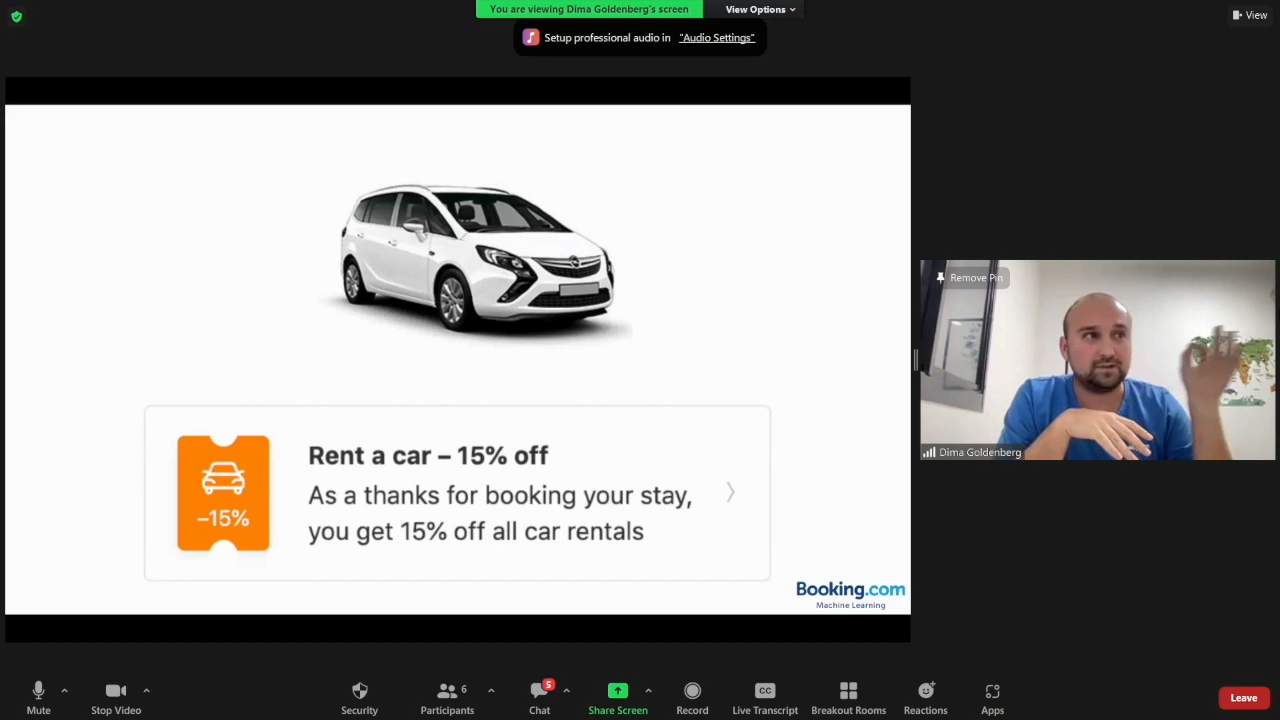 You are viewing Dima Goldenberg's screen
View Options
View
Setup professional audio in "Audio Settings"
Remove Pin
Rent a car – 15% off
As a thanks for booking your stay,
you get 15% off all car rentals
–15%
Dima Goldenberg
Booking.com
Machine Learning
Mute
Stop Video
Security
Participants
6
Chat
5
Share Screen
Record
CC
Live Transcript
Breakout Rooms
Reactions
Apps
Leave